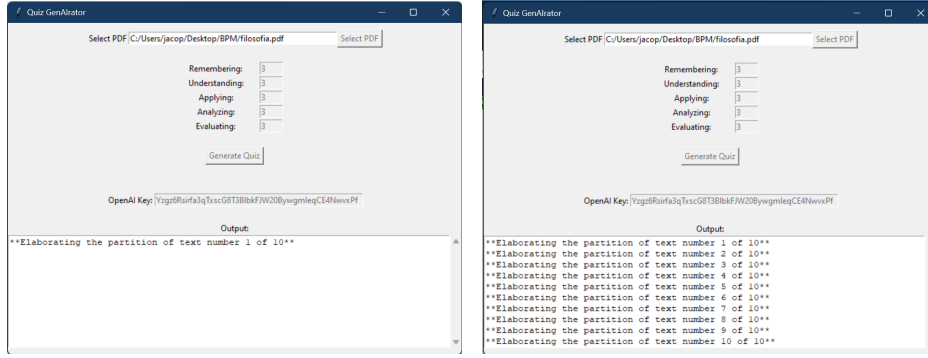 Quiz GenAIrator
Select PDF C:/Users/jacop/Desktop/BPM/filosofia.pdf Select PDF
Remembering: 3
Understanding: 3
Applying: 3
Analyzing: 3
Evaluating: 3
Generate Quiz
OpenAI Key:
Output:
**Elaborating the partition of text number 1 of 10**
Quiz GenAIrator
Select PDF C:/Users/jacop/Desktop/BPM/filosofia.pdf Select PDF
Remembering: 3
Understanding: 3
Applying: 3
Analyzing: 3
Evaluating: 3
Generate Quiz
OpenAI Key:
Output:
**Elaborating the partition of text number 1 of 10**
**Elaborating the partition of text number 2 of 10**
**Elaborating the partition of text number 3 of 10**
**Elaborating the partition of text number 4 of 10**
**Elaborating the partition of text number 5 of 10**
**Elaborating the partition of text number 6 of 10**
**Elaborating the partition of text number 7 of 10**
**Elaborating the partition of text number 8 of 10**
**Elaborating the partition of text number 9 of 10**
**Elaborating the partition of text number 10 of 10**